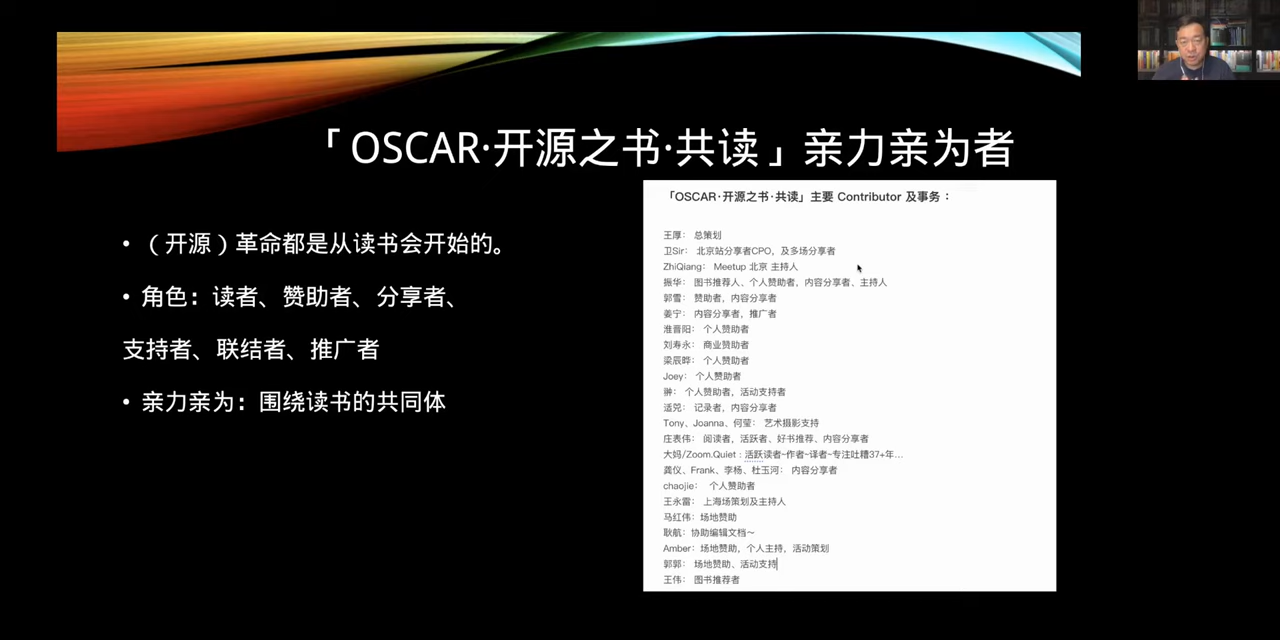 「OSCAR·开源之书·共读」亲力亲为者
• （开源）革命都是从读书会开始的。
• 角色：读者、赞助者、分享者、
支持者、联结者、推广者
• 亲力亲为：围绕读书的共同体
「OSCAR·开源之书·共读」主要 Contributor 及事务：
王厚： 总策划
卫Sir： 北京站分享者CPO，及多场分享者
ZhiQiang： Meetup 北京 主持人
振华： 图书推荐人、个人赞助者，内容分享者、主持人
郭雪： 赞助者，内容分享者
姜宁： 内容分享者，推广者
淮晋阳： 个人赞助者
刘寿永： 商业赞助者
梁辰晔： 个人赞助者
Joey： 个人赞助者
翀： 个人赞助者，活动支持者
适兕： 记录者，内容分享者
Tony、Joanna、何莹： 艺术摄影支持
庄表伟： 阅读者，活跃者、好书推荐、内容分享者
大妈/Zoom.Quiet : 活跃读者~作者~译者~专注吐糟37+年...
龚仪、Frank、李杨、杜玉河： 内容分享者
chaojie： 个人赞助者
王永雷： 上海场策划及主持人
马红伟：场地赞助
耿航：协助编辑文档～
Amber：场地赞助，个人主持，活动策划
郭郭： 场地赞助、活动支持
王伟： 图书推荐者